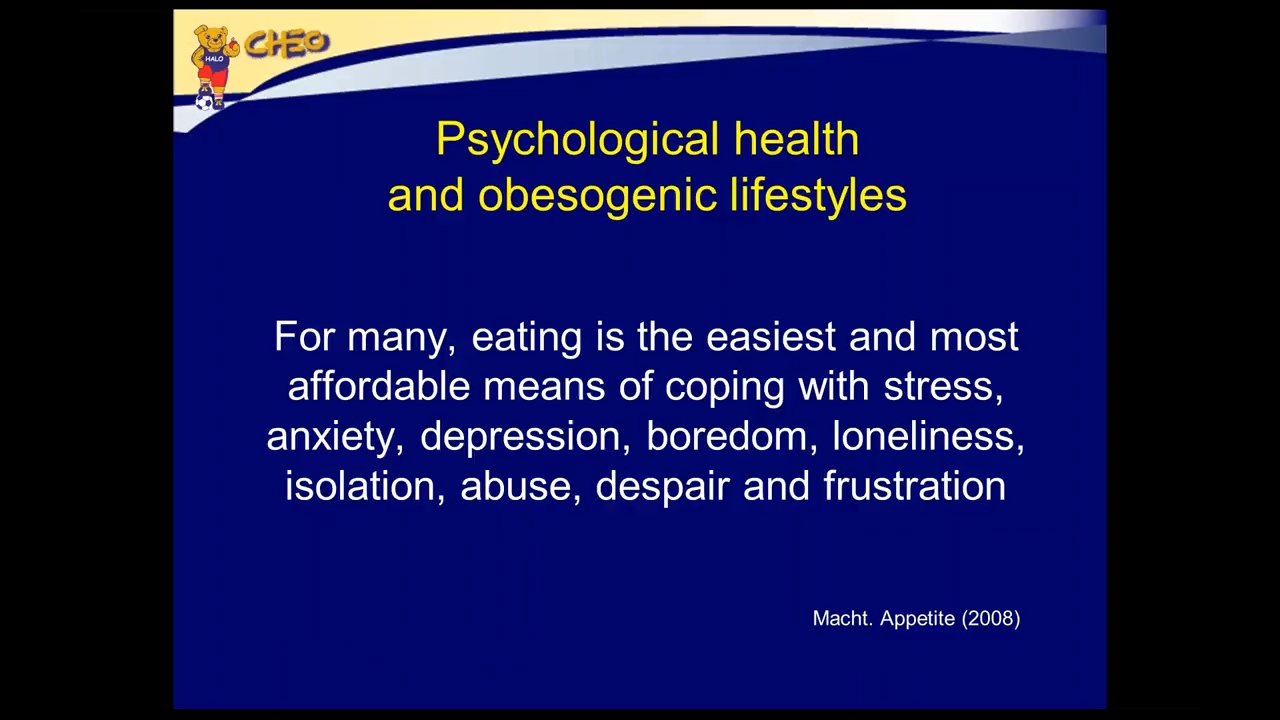 CHEO
HALO
Psychological health
and obesogenic lifestyles
For many, eating is the easiest and most
affordable means of coping with stress,
anxiety, depression, boredom, loneliness,
isolation, abuse, despair and frustration
Macht. Appetite (2008)